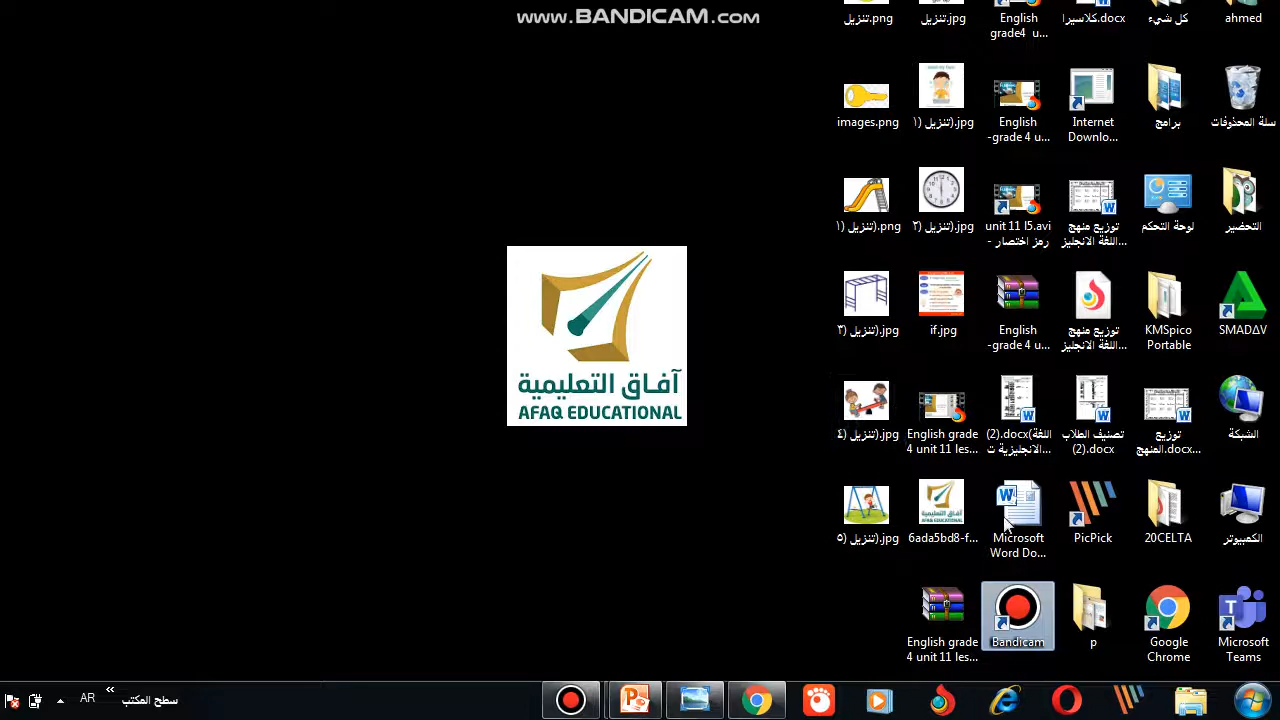 www.BANDICAM.com
تنزيل.png
تنزيل.jpg
English
grade4 u...
كلاسيرا.docx
كل شيء
ahmed
images.png
تنزيل (١).jpg
English
-grade 4 u...
Internet
Downlo...
برامج
سلة المحذوفات
تنزيل (١).png
تنزيل (٢).jpg
unit 11 l5.avi
- رمز اختصار
توزيع منهج
اللغة الانجليز...
لوحة التحكم
التحضير
تنزيل (٣).jpg
if.jpg
English
-grade 4 u...
توزيع منهج
اللغة الانجليز...
KMSpico
Portable
SMADΔV
آفـاق التعليمية
AFAQ EDUCATIONAL
تنزيل (٤).jpg
English grade
4 unit 11 les...
(2).docx(اللغة
الانجليزية ت...
تصنيف الطلاب
(2).docx
توزيع
المنهج.docx...
الشبكة
تنزيل (٥).jpg
6ada5bd8-f...
Microsoft
Word Do...
PicPick
20CELTA
الكمبيوتر
English grade
4 unit 11 les...
Bandicam
p
Google
Chrome
Microsoft
Teams
AR
سطح المكتب